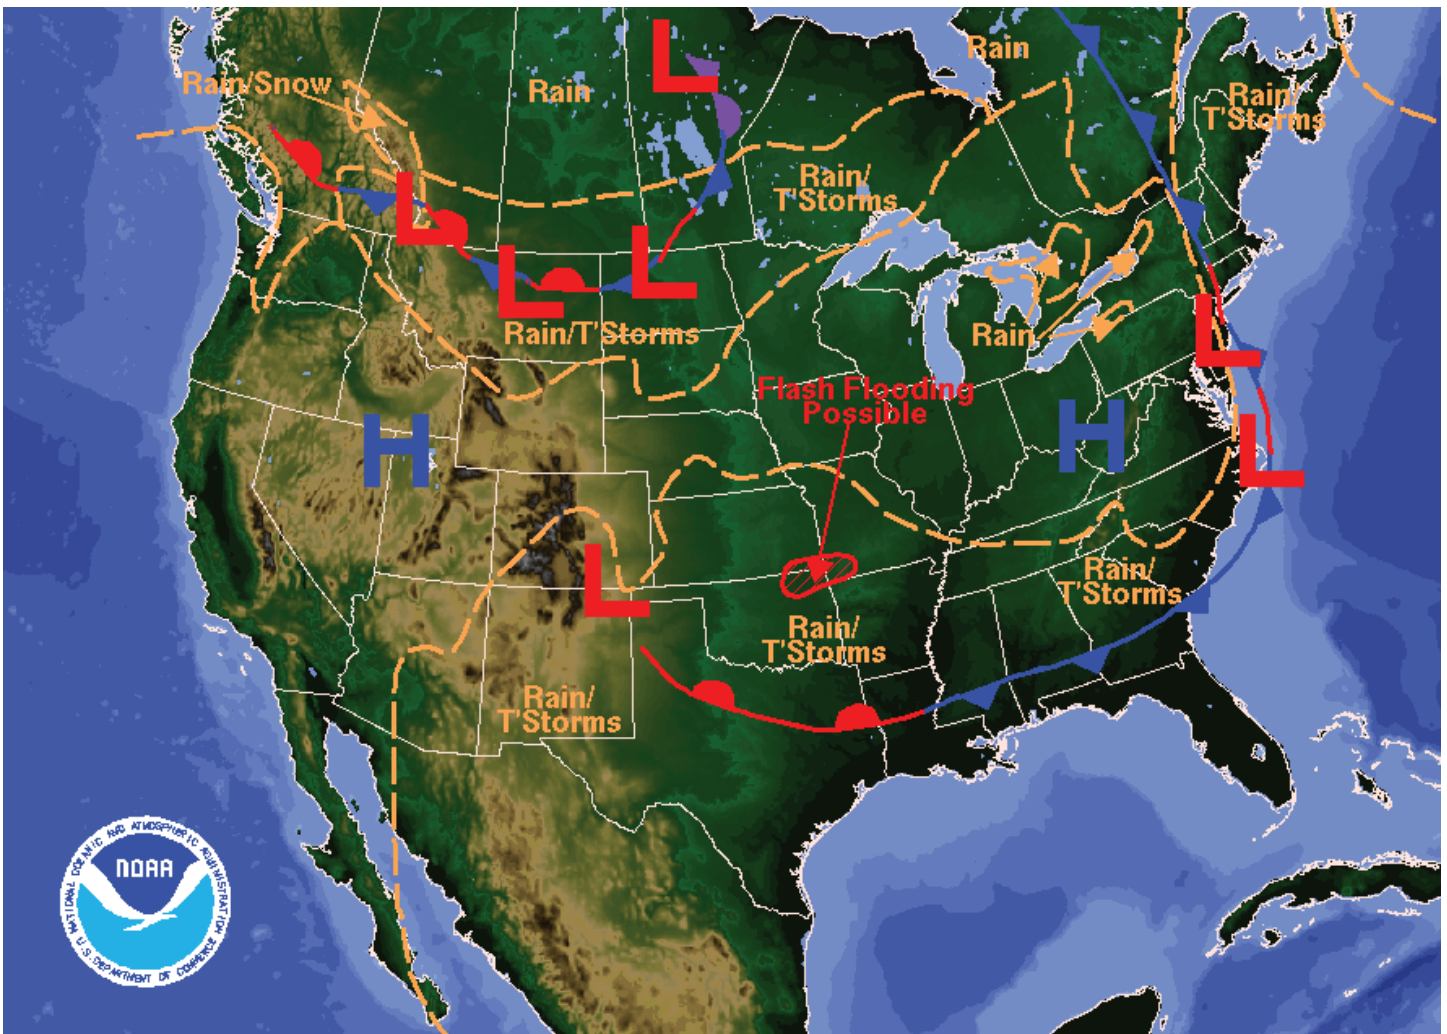 Rain
Rain/Snow
Rain
Rain/
T'Storms
Rain/
T'Storms
Rain/T'Storms
Rain
Flash Flooding
Possible
Rain/
T'Storms
Rain/
T'Storms
Rain/
T'Storms
L
L
L
L
L
L
L
H
H
NATIONAL OCEANIC AND ATMOSPHERIC ADMINISTRATION
NOAA
U.S. DEPARTMENT OF COMMERCE